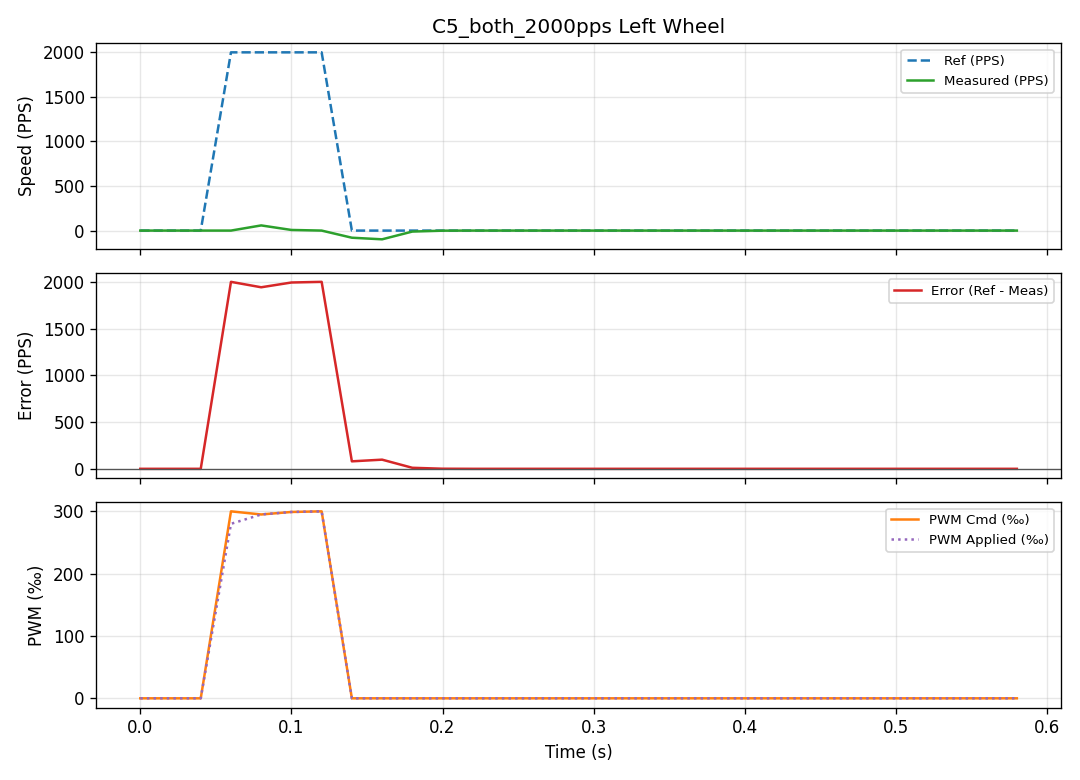 C5_both_2000pps Left Wheel
2000
1500
1000
500
0
Speed (PPS)
Ref (PPS)
Measured (PPS)
2000
1500
1000
500
0
Error (PPS)
Error (Ref - Meas)
300
200
100
0
PWM (‰)
PWM Cmd (‰)
PWM Applied (‰)
0.0 0.1 0.2 0.3 0.4 0.5 0.6
Time (s)